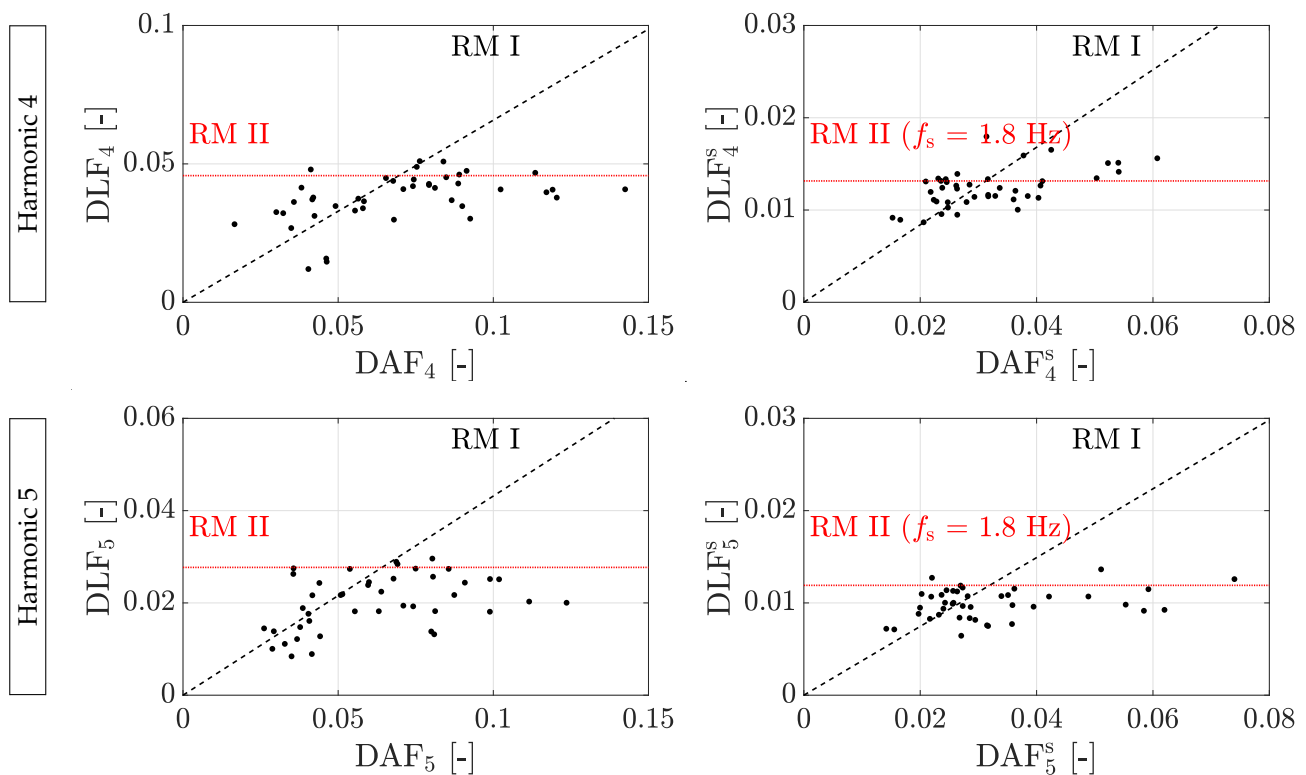 Harmonic 4
0.1
0.05
0
DLF4 [-]
RM I
RM II
0
0.05
0.1
0.15
DAF4 [-]
0.03
0.02
0.01
0
DLF4^s [-]
RM I
RM II (fs = 1.8 Hz)
0
0.02
0.04
0.06
0.08
DAF4^s [-]
Harmonic 5
0.06
0.04
0.02
0
DLF5 [-]
RM I
RM II
0
0.05
0.1
0.15
DAF5 [-]
0.03
0.02
0.01
0
DLF5^s [-]
RM I
RM II (fs = 1.8 Hz)
0
0.02
0.04
0.06
0.08
DAF5^s [-]